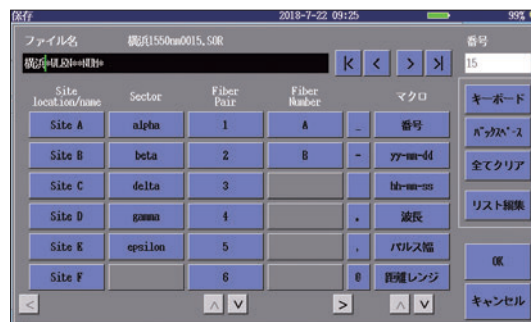 保存 2018-7-22 09:25 99%
ファイル名 横浜1550nm0015.SOR 番号
横浜*WLEN**NUM* 15
Site location/name Sector Fiber Pair Fiber Number マクロ
キーボード
Site A alpha 1 A _ 番号
バックスペース
Site B beta 2 B - yy-mm-dd
全てクリア
Site C delta 3 hh-mm-ss
リスト編集
Site D gamma 4 . 波長
Site E epsilon 5 , パルス幅
OK
Site F 6 @ 距離レンジ
キャンセル